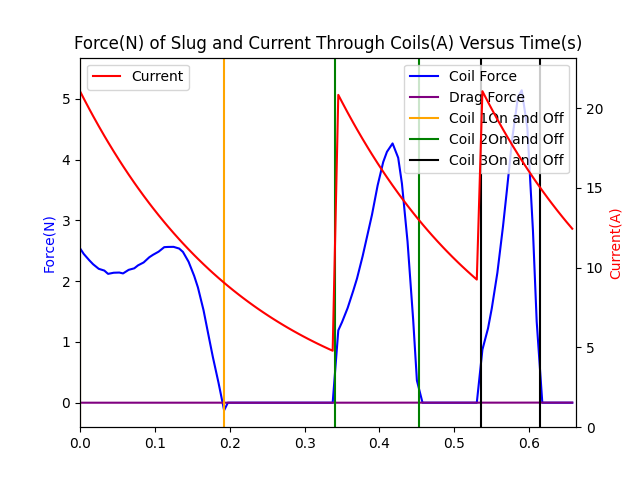 Force(N) of Slug and Current Through Coils(A) Versus Time(s)
Current
Coil Force
Drag Force
Coil 1On and Off
Coil 2On and Off
Coil 3On and Off
Force(N)
5
4
3
2
1
0
Current(A)
20
15
10
5
0
0.0 0.1 0.2 0.3 0.4 0.5 0.6